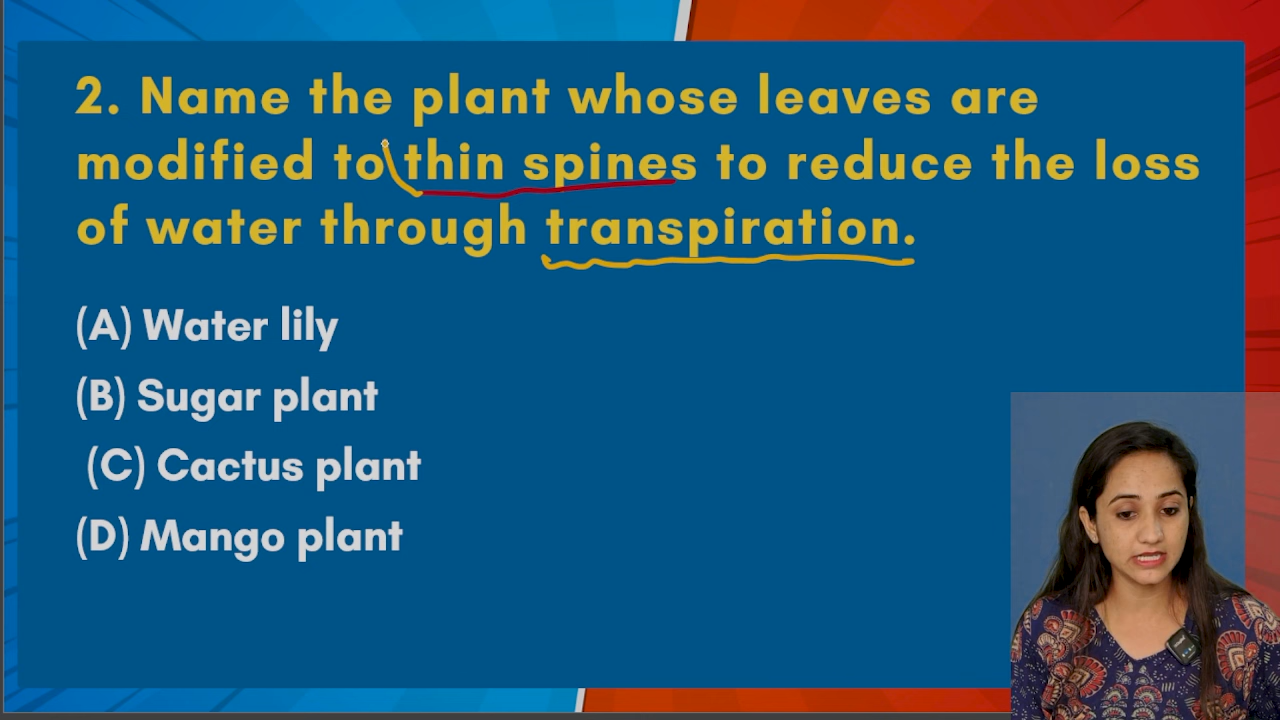 2. Name the plant whose leaves are
modified to thin spines to reduce the loss
of water through transpiration.
(A) Water lily
(B) Sugar plant
(C) Cactus plant
(D) Mango plant